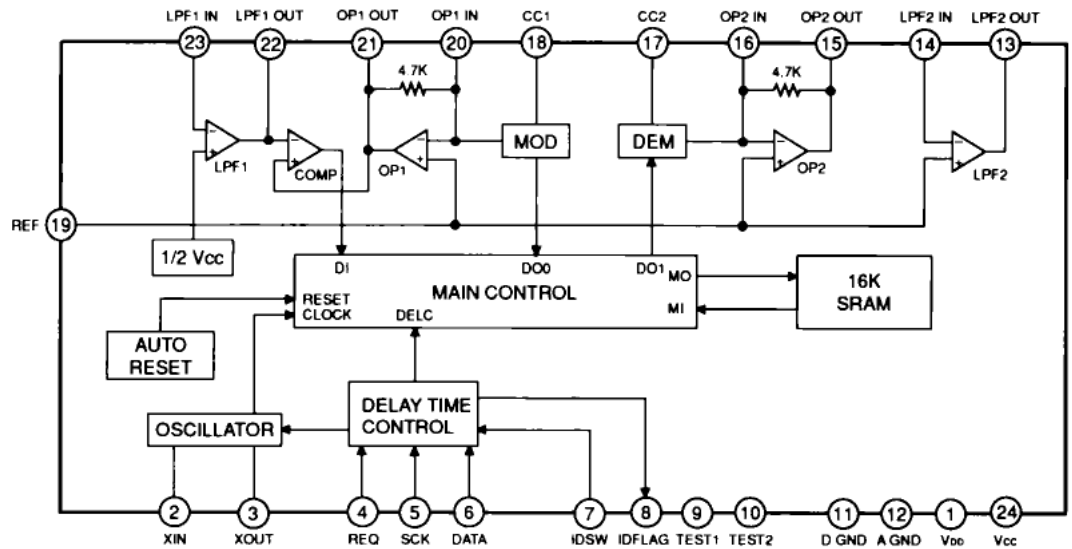 LPF1 IN LPF1 OUT OP1 OUT OP1 IN CC1 CC2 OP2 IN OP2 OUT LPF2 IN LPF2 OUT
23 22 21 20 18 17 16 15 14 13
4.7K 4.7K
MOD DEM
LPF1 COMP OP1 OP2 LPF2
REF 19
1/2 Vcc
DI DO0 DO1 MO
MAIN CONTROL
RESET
CLOCK DELC MI
16K
SRAM
AUTO
RESET
DELAY TIME
CONTROL
OSCILLATOR
2 3 4 5 6 7 8 9 10 11 12 1 24
XIN XOUT REQ SCK DATA IDSW IDFLAG TEST1 TEST2 D GND A GND VDD Vcc